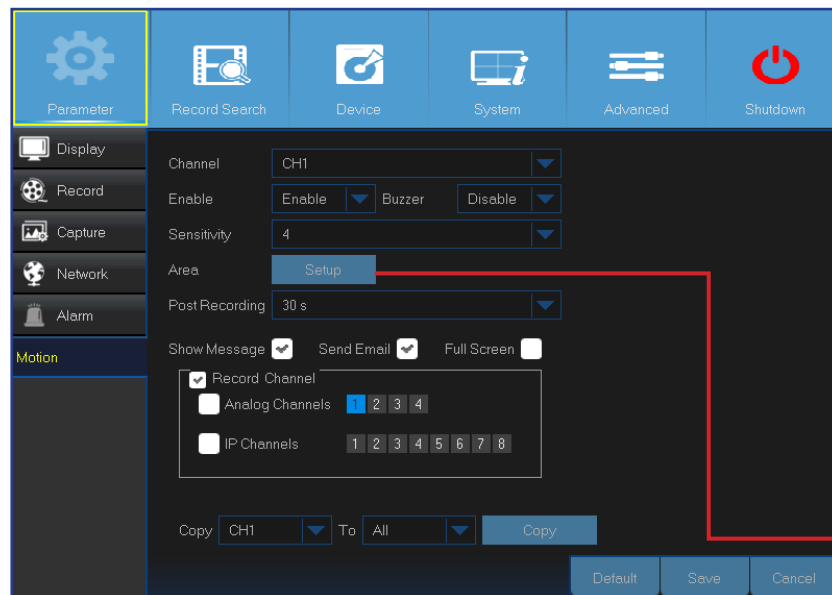 Parameter Record Search Device System Advanced Shutdown
Display
Record
Capture
Network
Alarm
Motion
Channel CH1
Enable Enable Buzzer Disable
Sensitivity 4
Area Setup
Post Recording 30 s
Show Message Send Email Full Screen
Record Channel
Analog Channels 1 2 3 4
IP Channels 1 2 3 4 5 6 7 8
Copy CH1 To All Copy
Default Save Cancel